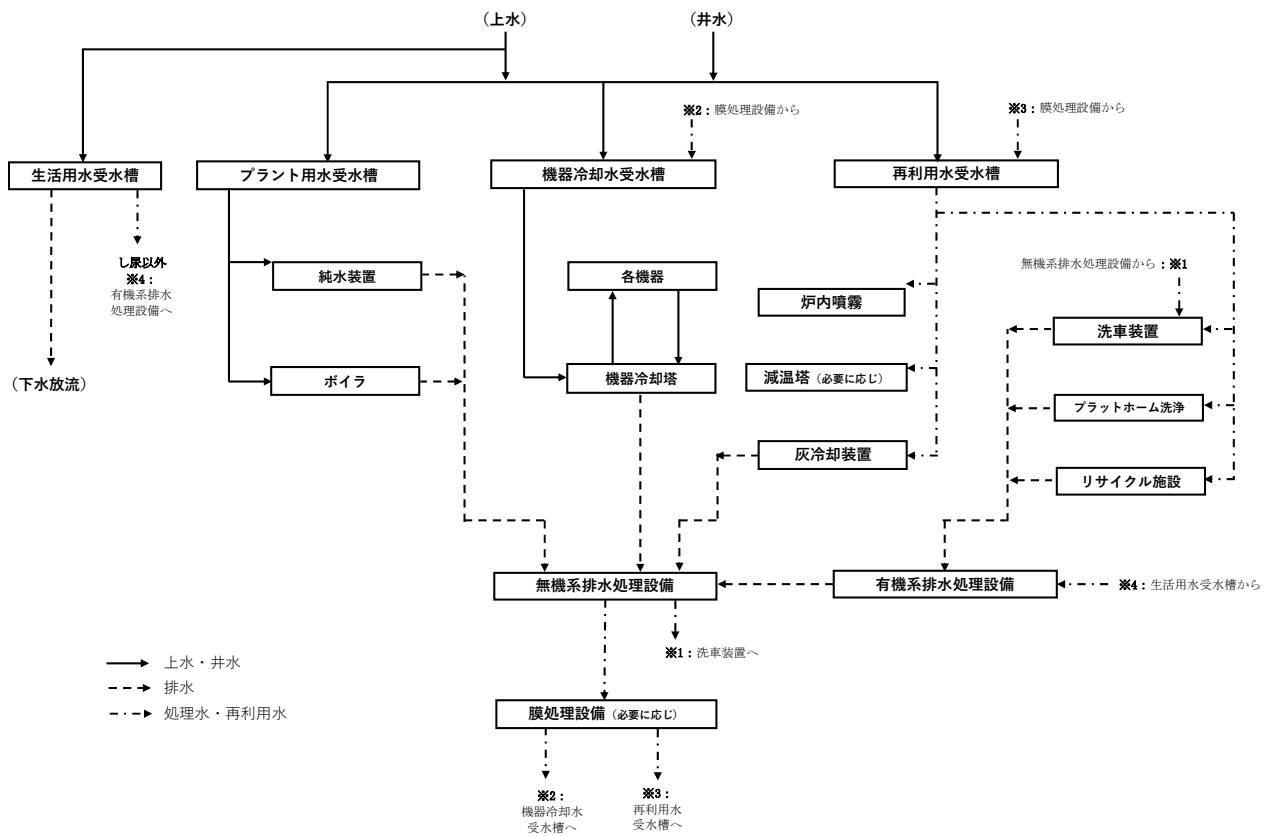 (上水)
(井水)
※2：膜処理設備から
※3：膜処理設備から
生活用水受水槽
プラント用水受水槽
機器冷却水受水槽
再利用水受水槽
し尿以外
※4：
有機系排水
処理設備へ
純水装置
各機器
無機系排水処理設備から：※1
炉内噴霧
洗車装置
(下水放流)
ボイラ
機器冷却塔
減温塔（必要に応じ）
プラットホーム洗浄
灰冷却装置
リサイクル施設
無機系排水処理設備
有機系排水処理設備
※4：生活用水受水槽から
※1：洗車装置へ
上水・井水
排水
処理水・再利用水
膜処理設備（必要に応じ）
※2：
機器冷却水
受水槽へ
※3：
再利用水
受水槽へ